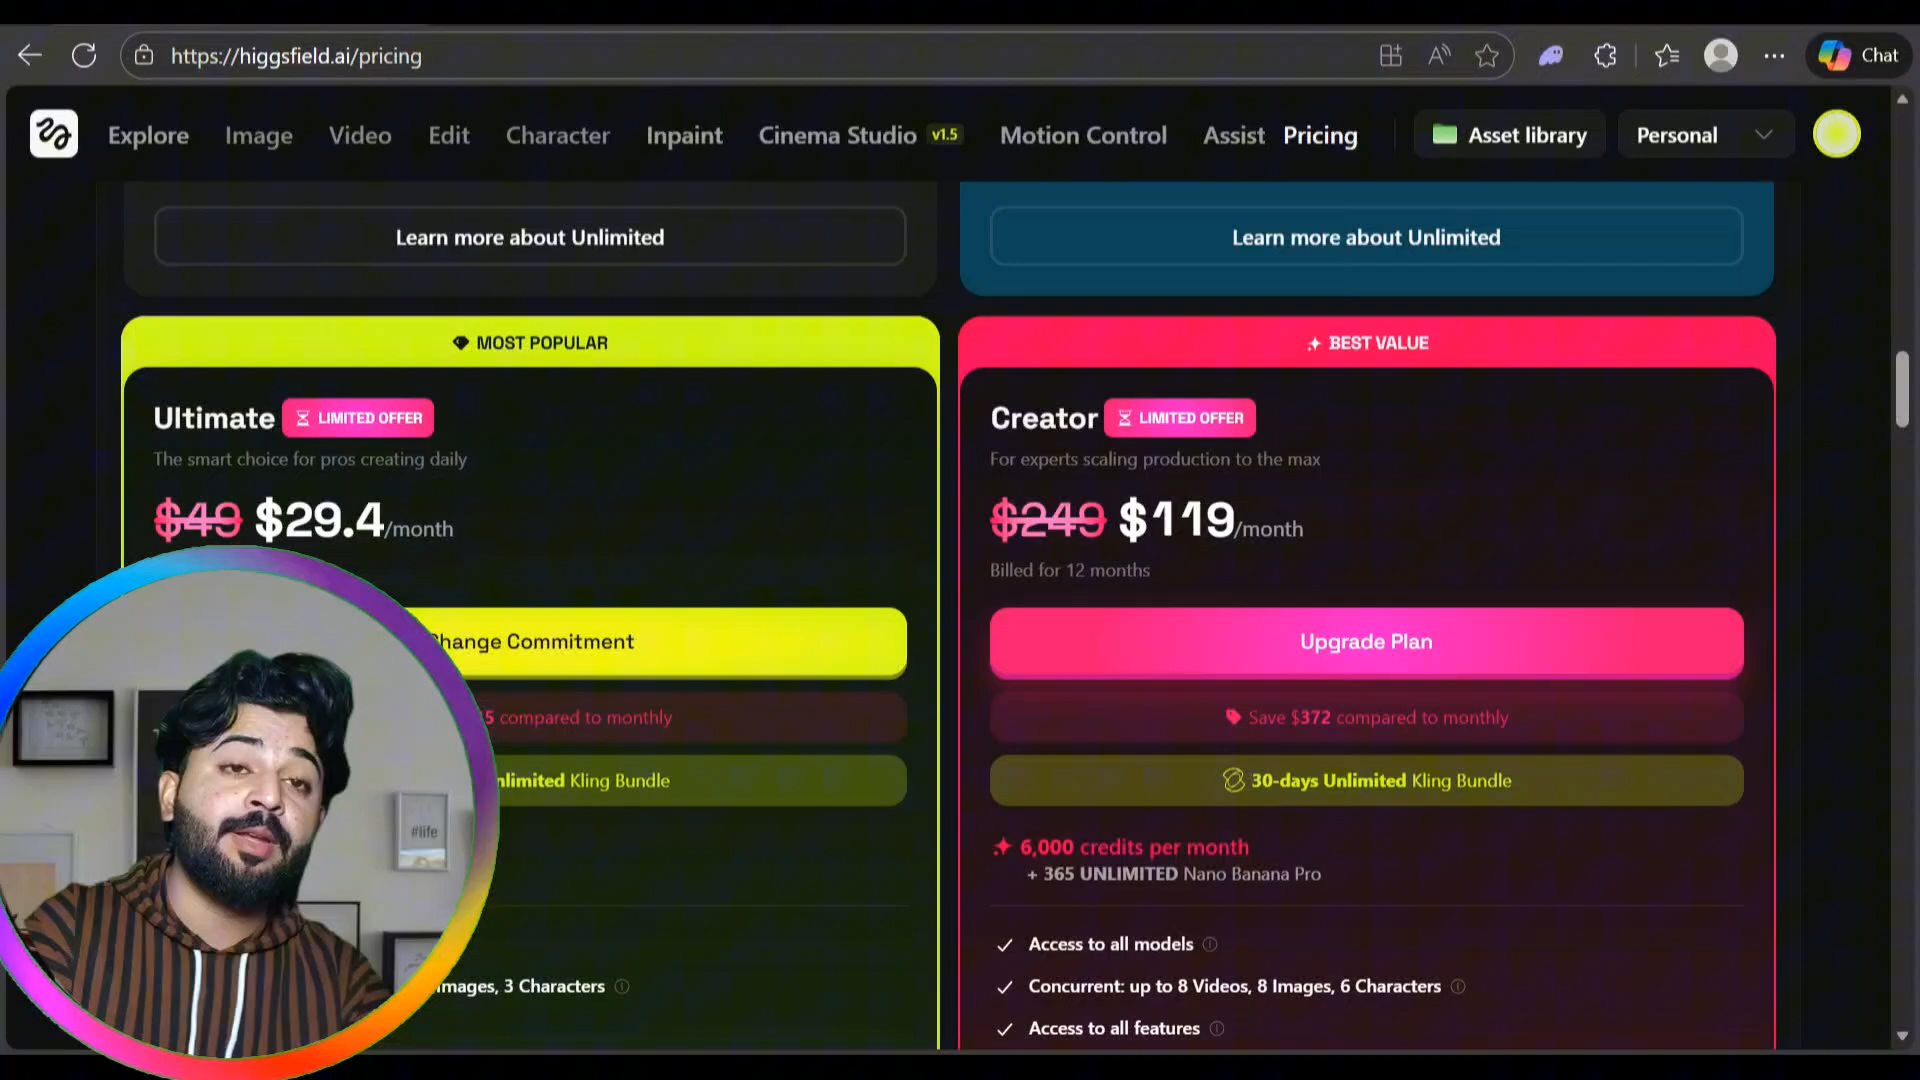 https://higgsfield.ai/pricing
Chat
Explore Image Video Edit Character Inpaint Cinema Studio v1.5 Motion Control Assist Pricing Asset library Personal
Learn more about Unlimited
Learn more about Unlimited
MOST POPULAR
Ultimate LIMITED OFFER
The smart choice for pros creating daily
$49 $29.4/month
Change Commitment
5 compared to monthly
Unlimited Kling Bundle
Images, 3 Characters
BEST VALUE
Creator LIMITED OFFER
For experts scaling production to the max
$249 $119/month
Billed for 12 months
Upgrade Plan
Save $372 compared to monthly
30-days Unlimited Kling Bundle
6,000 credits per month
+ 365 UNLIMITED Nano Banana Pro
Access to all models
Concurrent: up to 8 Videos, 8 Images, 6 Characters
Access to all features
#life